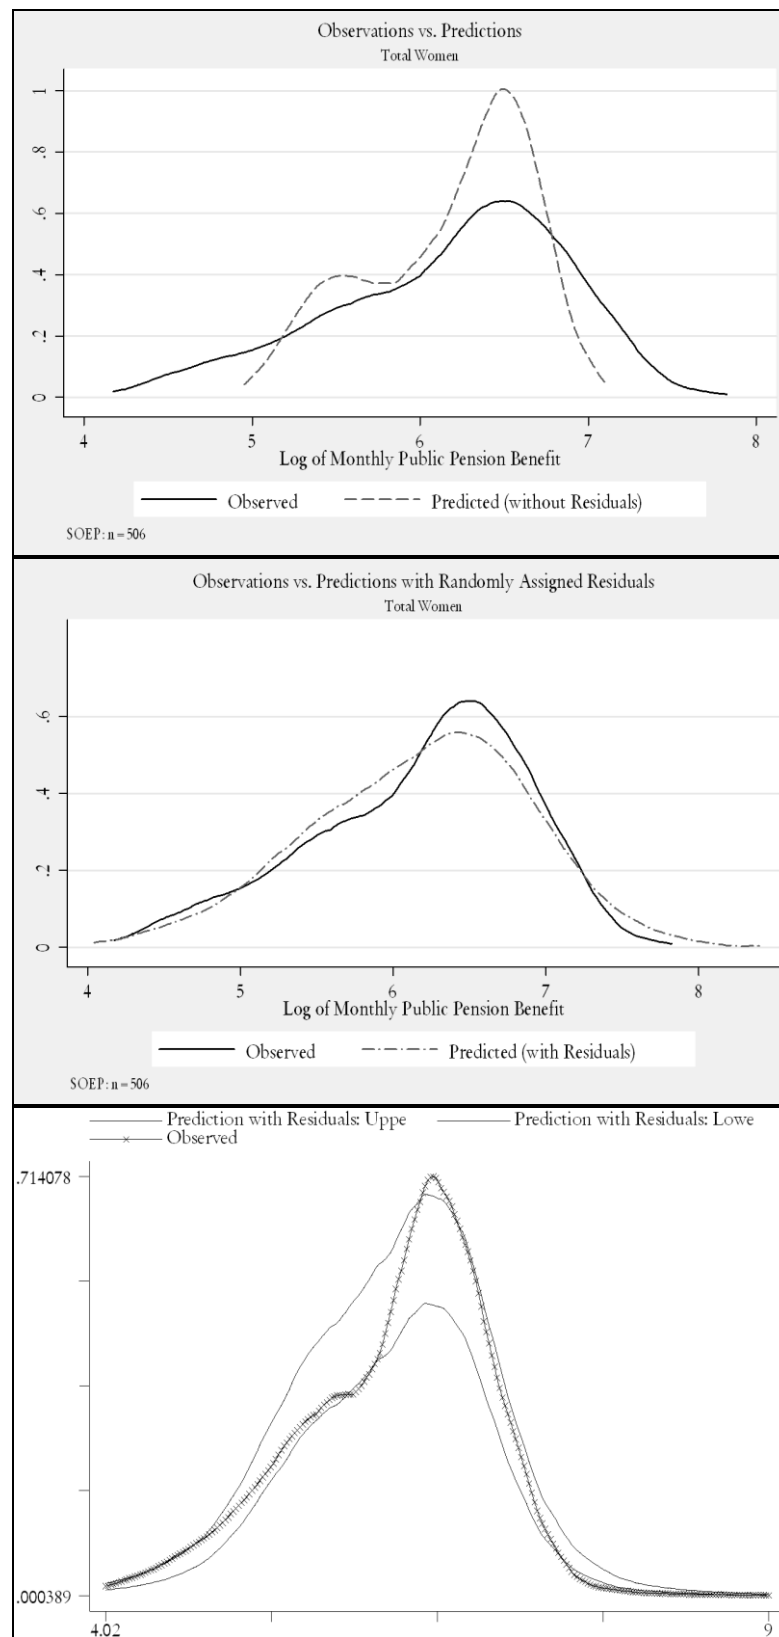 Observations vs. Predictions
Total Women
1
.8
.6
.4
.2
0
4 5 6 7 8
Log of Monthly Public Pension Benefit
Observed Predicted (without Residuals)
SOEP: n = 506
Observations vs. Predictions with Randomly Assigned Residuals
Total Women
.6
.4
.2
0
4 5 6 7 8
Log of Monthly Public Pension Benefit
Observed Predicted (with Residuals)
SOEP: n = 506
Prediction with Residuals: Uppe Prediction with Residuals: Lowe
Observed
.714078
.000389
4.02 9